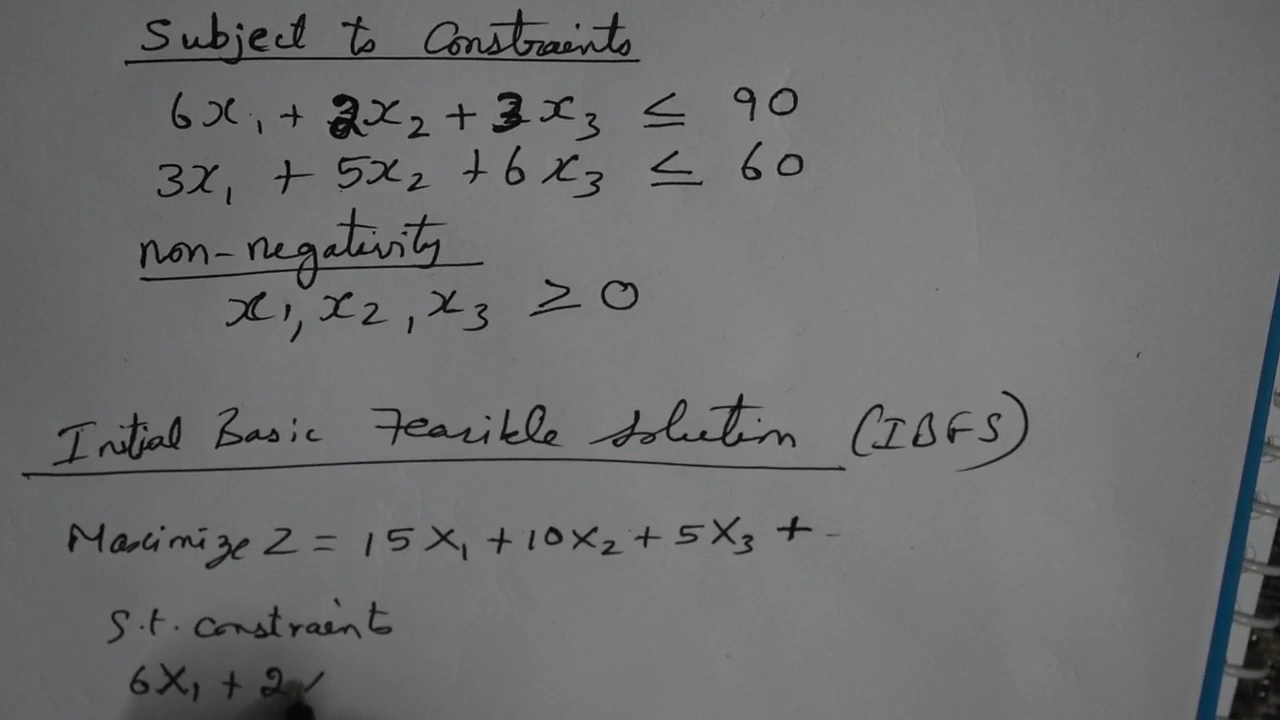 Subject to Constraints
6x₁ + 2x₂ + 3x₃ ≤ 90
3x₁ + 5x₂ + 6x₃ ≤ 60
non-negativity
x₁, x₂, x₃ ≥ 0
Initial Basic Feasible solution (IBFS)
Maximize Z = 15X₁ + 10X₂ + 5X₃ + -
S.t. constraints
6X₁ + 2